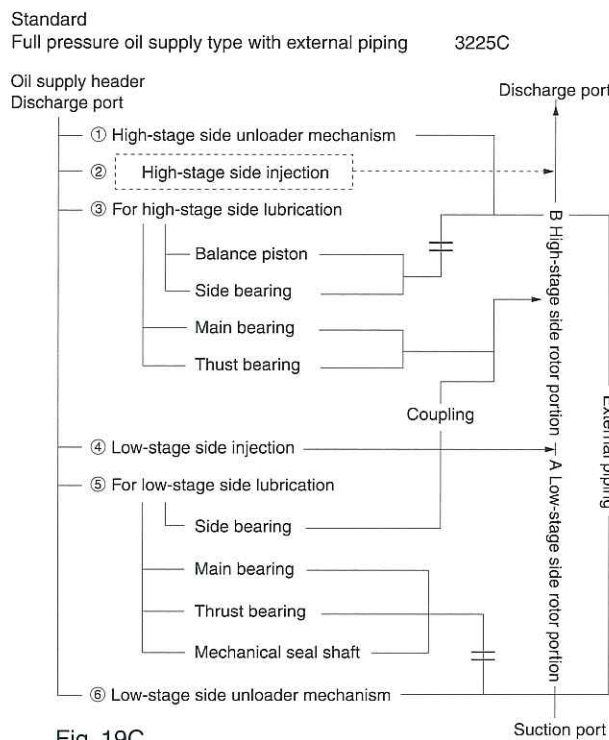 Standard
Full pressure oil supply type with external piping 3225C
Oil supply header
Discharge port
Discharge port
① High-stage side unloader mechanism
② High-stage side injection
③ For high-stage side lubrication
Balance piston
Side bearing
Main bearing
Thrust bearing
Coupling
④ Low-stage side injection
⑤ For low-stage side lubrication
Side bearing
Main bearing
Thrust bearing
Mechanical seal shaft
⑥ Low-stage side unloader mechanism
B High-stage side rotor portion
A Low-stage side rotor portion
External piping
Suction port
Fig. 19C